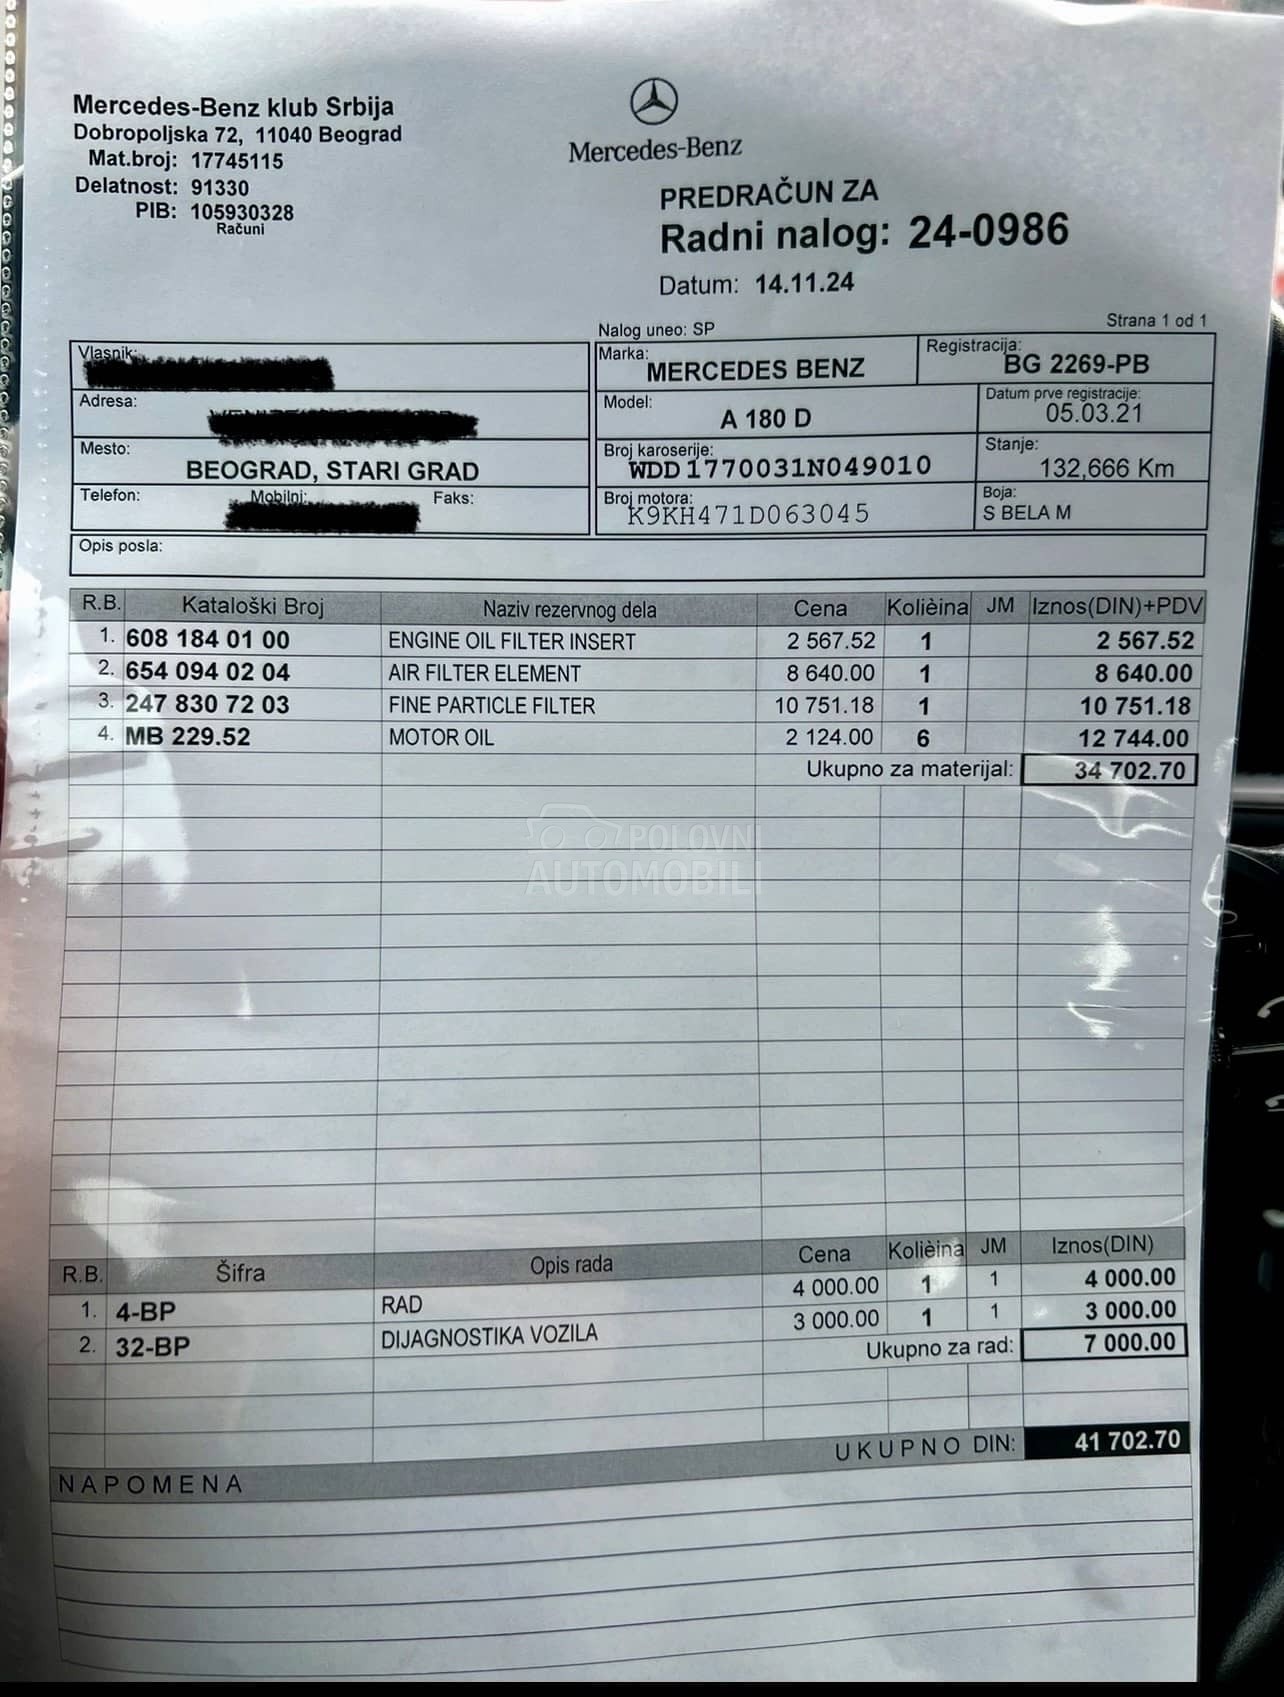 Mercedes-Benz klub Srbija
Dobropoljska 72, 11040 Beograd
Mat.broj: 17745115
Delatnost: 91330
PIB: 105930328
Računi
Mercedes-Benz
PREDRAČUN ZA
Radni nalog: 24-0986
Datum: 14.11.24
Nalog uneo: SP
Strana 1 od 1
Vlasnik:
Adresa:
Mesto: BEOGRAD, STARI GRAD
Telefon: Mobilni: Faks:
Marka: MERCEDES BENZ
Registracija: BG 2269-PB
Model: A 180 D
Datum prve registracije: 05.03.21
Broj karoserije: WDD1770031N049010
Stanje: 132,666 Km
Broj motora: K9KH471D063045
Boja: S BELA M
Opis posla:
R.B. Kataloški Broj Naziv rezervnog dela Cena Kolièina JM Iznos(DIN)+PDV
1. 608 184 01 00 ENGINE OIL FILTER INSERT 2 567.52 1 2 567.52
2. 654 094 02 04 AIR FILTER ELEMENT 8 640.00 1 8 640.00
3. 247 830 72 03 FINE PARTICLE FILTER 10 751.18 1 10 751.18
4. MB 229.52 MOTOR OIL 2 124.00 6 12 744.00
Ukupno za materijal: 34 702.70
POLOVNI
AUTOMOBILI
R.B. Šifra Opis rada Cena Kolièina JM Iznos(DIN)
1. 4-BP RAD 4 000.00 1 1 4 000.00
2. 32-BP DIJAGNOSTIKA VOZILA 3 000.00 1 1 3 000.00
Ukupno za rad: 7 000.00
UKUPNO DIN: 41 702.70
NAPOMENA